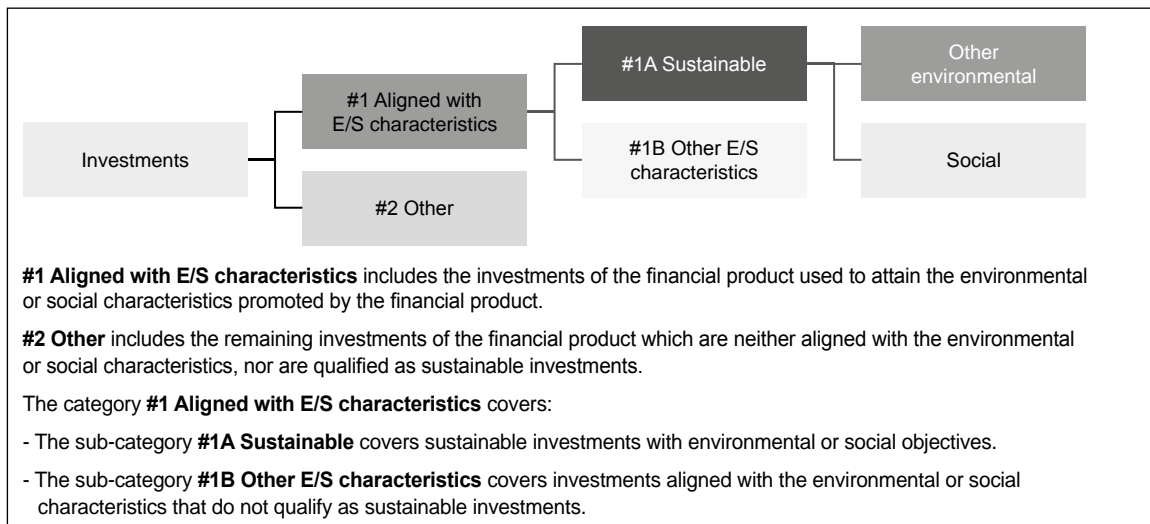 Investments
#1 Aligned with
E/S characteristics
#2 Other
#1A Sustainable
#1B Other E/S
characteristics
Other
environmental
Social
#1 Aligned with E/S characteristics includes the investments of the financial product used to attain the environmental
or social characteristics promoted by the financial product.
#2 Other includes the remaining investments of the financial product which are neither aligned with the environmental
or social characteristics, nor are qualified as sustainable investments.
The category #1 Aligned with E/S characteristics covers:
- The sub-category #1A Sustainable covers sustainable investments with environmental or social objectives.
- The sub-category #1B Other E/S characteristics covers investments aligned with the environmental or social
characteristics that do not qualify as sustainable investments.